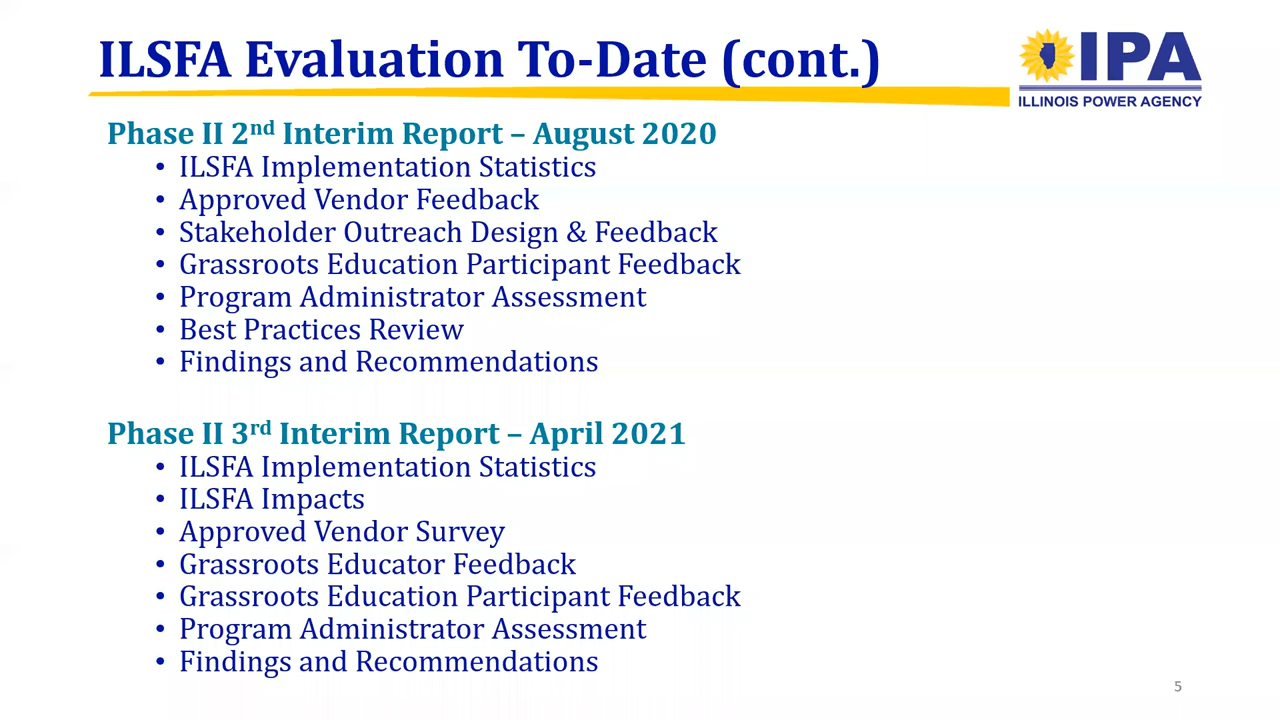 ILSFA Evaluation To-Date (cont.)
IPA
ILLINOIS POWER AGENCY
Phase II 2nd Interim Report – August 2020
• ILSFA Implementation Statistics
• Approved Vendor Feedback
• Stakeholder Outreach Design & Feedback
• Grassroots Education Participant Feedback
• Program Administrator Assessment
• Best Practices Review
• Findings and Recommendations
Phase II 3rd Interim Report – April 2021
• ILSFA Implementation Statistics
• ILSFA Impacts
• Approved Vendor Survey
• Grassroots Educator Feedback
• Grassroots Education Participant Feedback
• Program Administrator Assessment
• Findings and Recommendations
5